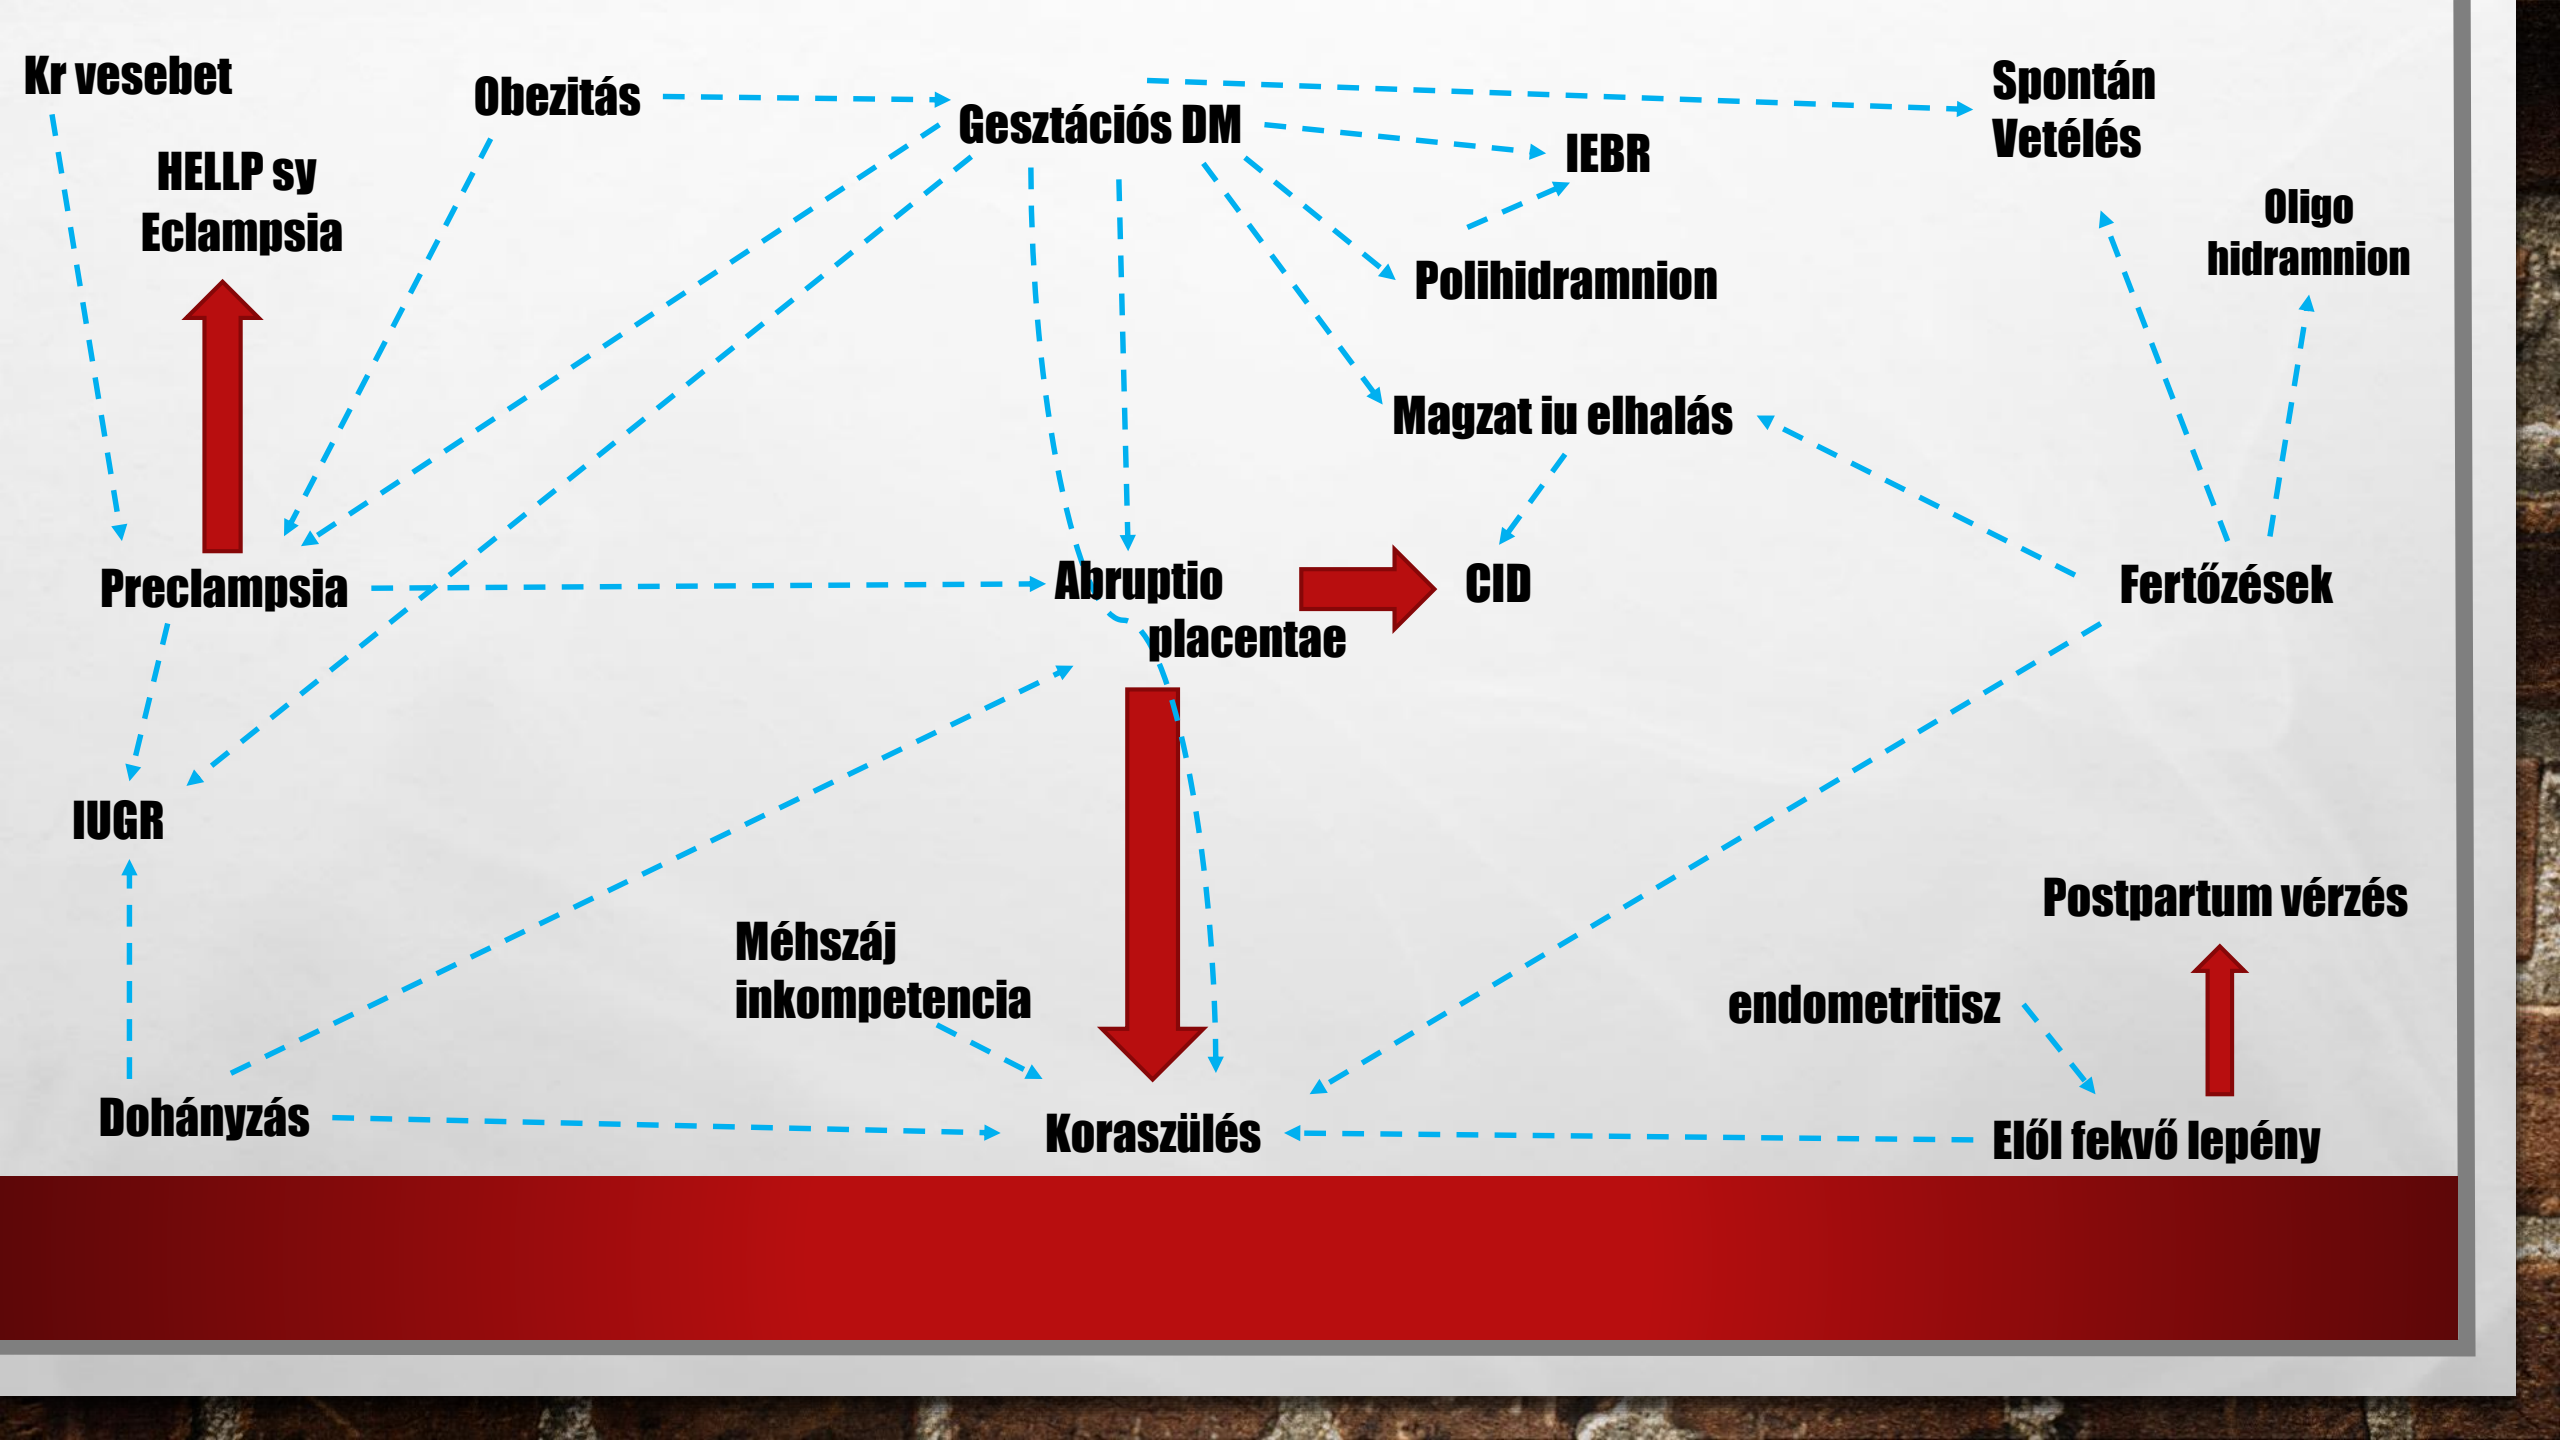 Kr vesebet
Obezitás
Gesztációs DM
Spontán
Vetélés
IEBR
HELLP sy
Eclampsia
Oligo
hidramnion
Polihidramnion
Magzat iu elhalás
Preclampsia
Abruptio
placentae
CID
Fertőzések
IUGR
Postpartum vérzés
Méhszáj
inkompetencia
endometritisz
Dohányzás
Koraszülés
Elől fekvő lepény